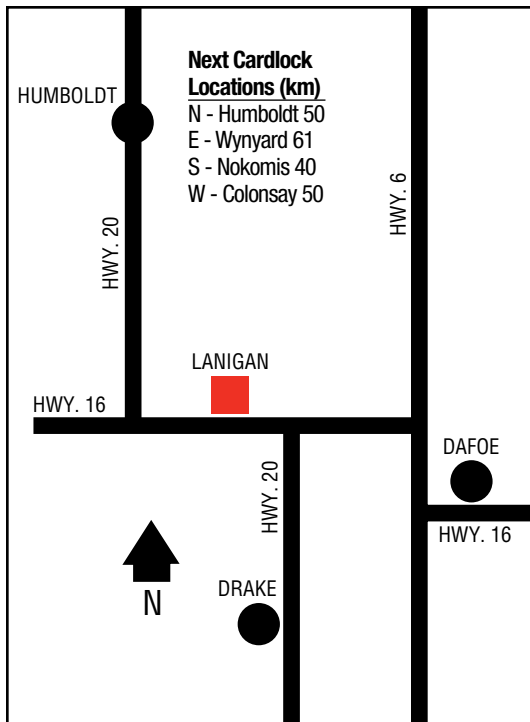 Next Cardlock
Locations (km)
N - Humboldt 50
E - Wynyard 61
S - Nokomis 40
W - Colonsay 50
HUMBOLDT
HWY. 20
HWY. 6
LANIGAN
HWY. 16
DAFOE
HWY. 20
HWY. 16
DRAKE
N